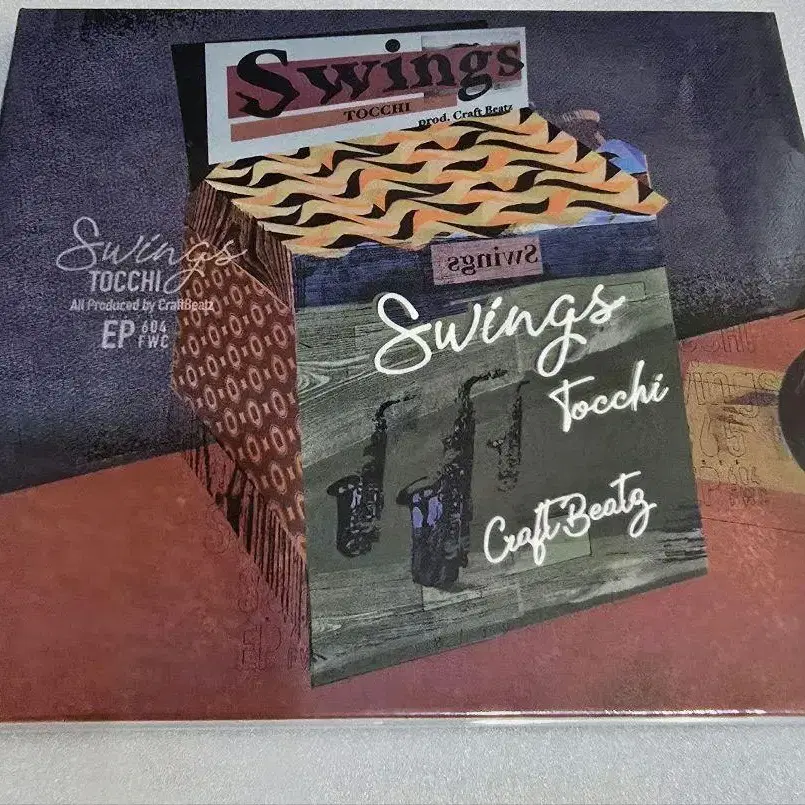 Swings
TOCCHI
prod. Craft Beatz
Swings
Swings
TOCCHI
All Produced by CraftBeatz
EP 604
FWC
Swings
Tocchi
Craft Beatz